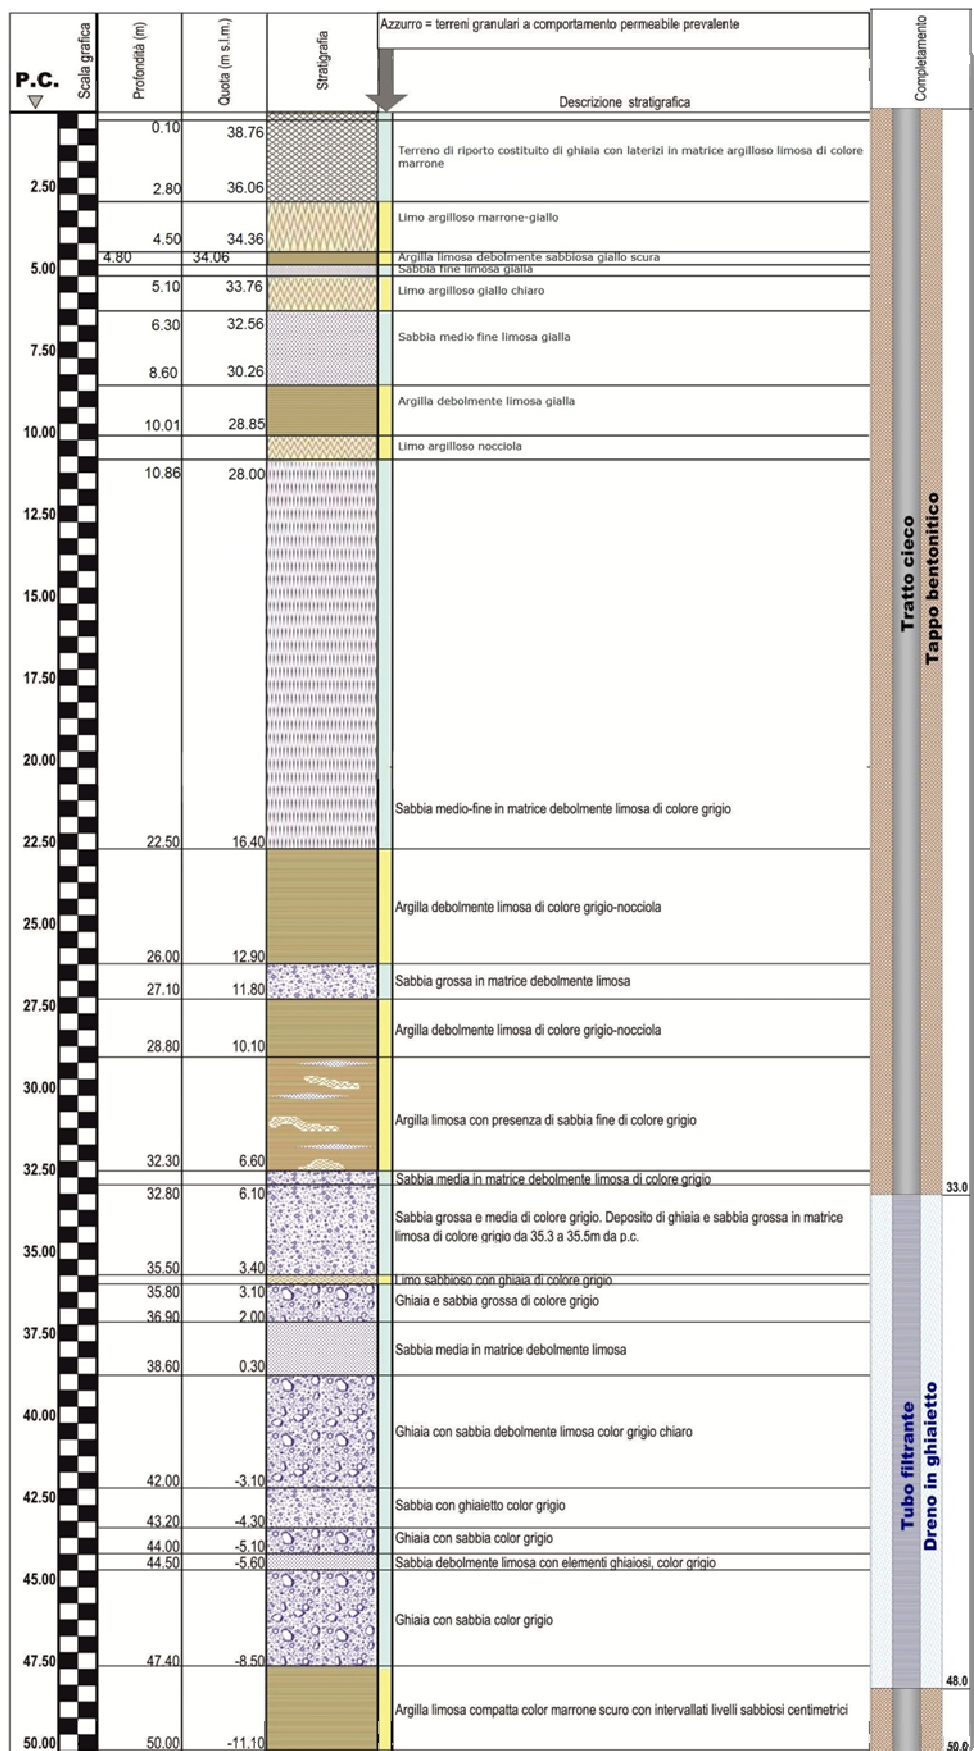 Azzurro = terreni granulari a comportamento permeabile prevalente
P.C.
Scala grafica
Profondità (m)
Quota (m s.l.m.)
Stratigrafia
Descrizione stratigrafica
Completamento
0.10 38.76
Terreno di riporto costituito di ghiaia con laterizi in matrice argilloso limosa di colore
marrone
2.50
2.80 36.06
Limo argilloso marrone-giallo
4.50 34.36
4.80 34.06
Argilla limosa debolmente sabbiosa giallo scura
Sabbia fine limosa gialla
5.00
5.10 33.76
Limo argilloso giallo chiaro
6.30 32.56
Sabbia medio fine limosa gialla
7.50
8.60 30.26
Argilla debolmente limosa gialla
10.01 28.85
10.00
Limo argilloso nocciola
10.86 28.00
12.50
15.00
17.50
20.00
Sabbia medio-fine in matrice debolmente limosa di colore grigio
22.50
22.50 16.40
Argilla debolmente limosa di colore grigio-nocciola
25.00
26.00 12.90
Sabbia grossa in matrice debolmente limosa
27.10 11.80
27.50
Argilla debolmente limosa di colore grigio-nocciola
28.80 10.10
30.00
Argilla limosa con presenza di sabbia fine di colore grigio
32.30 6.60
32.50
Sabbia media in matrice debolmente limosa di colore grigio
32.80 6.10
Sabbia grossa e media di colore grigio. Deposito di ghiaia e sabbia grossa in matrice
limosa di colore grigio da 35.3 a 35.5m da p.c.
35.00
35.50 3.40
Limo sabbioso con ghiaia di colore grigio
35.80 3.10
Ghiaia e sabbia grossa di colore grigio
36.90 2.00
37.50
Sabbia media in matrice debolmente limosa
38.60 0.30
40.00
Ghiaia con sabbia debolmente limosa color grigio chiaro
42.00 -3.10
42.50
Sabbia con ghiaietto color grigio
43.20 -4.30
Ghiaia con sabbia color grigio
44.00 -5.10
44.50 -5.60
Sabbia debolmente limosa con elementi ghiaiosi, color grigio
45.00
Ghiaia con sabbia color grigio
47.50
47.40 -8.50
Argilla limosa compatta color marrone scuro con intervallati livelli sabbiosi centimetrici
50.00
50.00 -11.10
Tratto cieco
Tappo bentonitico
33.0
Tubo filtrante
Dreno in ghiaietto
48.0
50.0